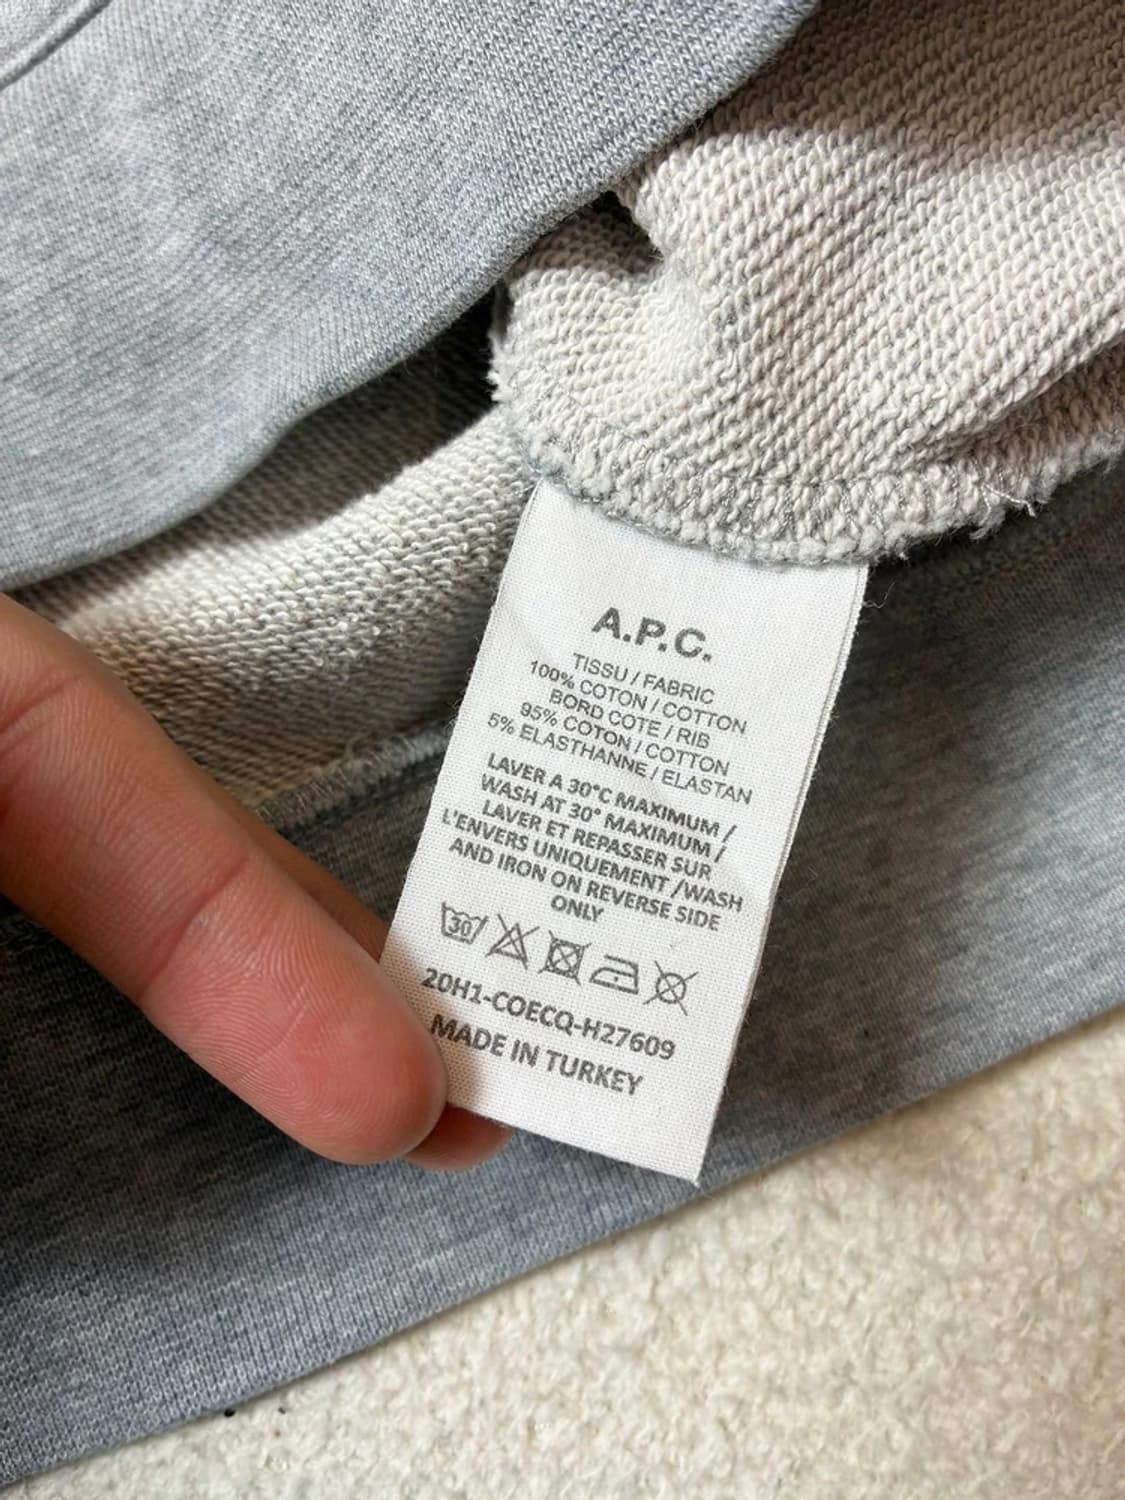 A.P.C.
TISSU / FABRIC
100% COTON / COTTON
BORD COTE / RIB
95% COTON / COTTON
5% ELASTHANNE / ELASTAN
LAVER A 30°C MAXIMUM /
WASH AT 30° MAXIMUM /
LAVER ET REPASSER SUR
L'ENVERS UNIQUEMENT /WASH
AND IRON ON REVERSE SIDE
ONLY
30
20H1-COECQ-H27609
MADE IN TURKEY